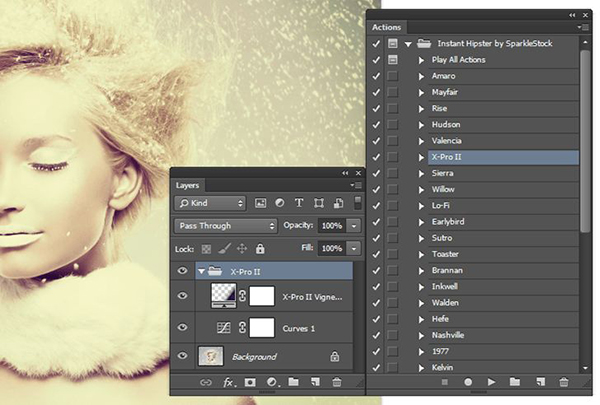 Actions
Instant Hipster by SparkleStock
Play All Actions
Amaro
Mayfair
Rise
Hudson
Valencia
X-Pro II
Sierra
Willow
Lo-Fi
Earlybird
Sutro
Toaster
Brannan
Inkwell
Walden
Hefe
Nashville
1977
Kelvin
Layers
Kind
Pass Through Opacity: 100%
Lock: Fill: 100%
X-Pro II
X-Pro II Vigne...
Curves 1
Background
fx